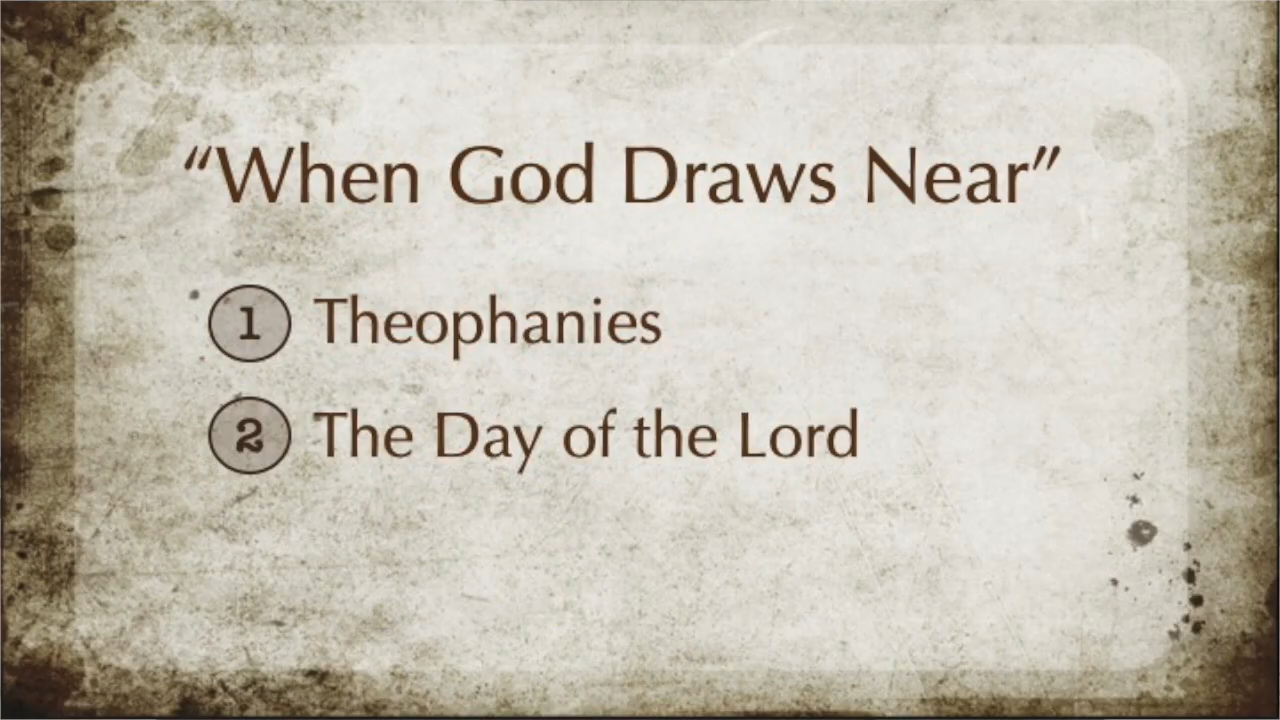 “When God Draws Near”
1 Theophanies
2 The Day of the Lord